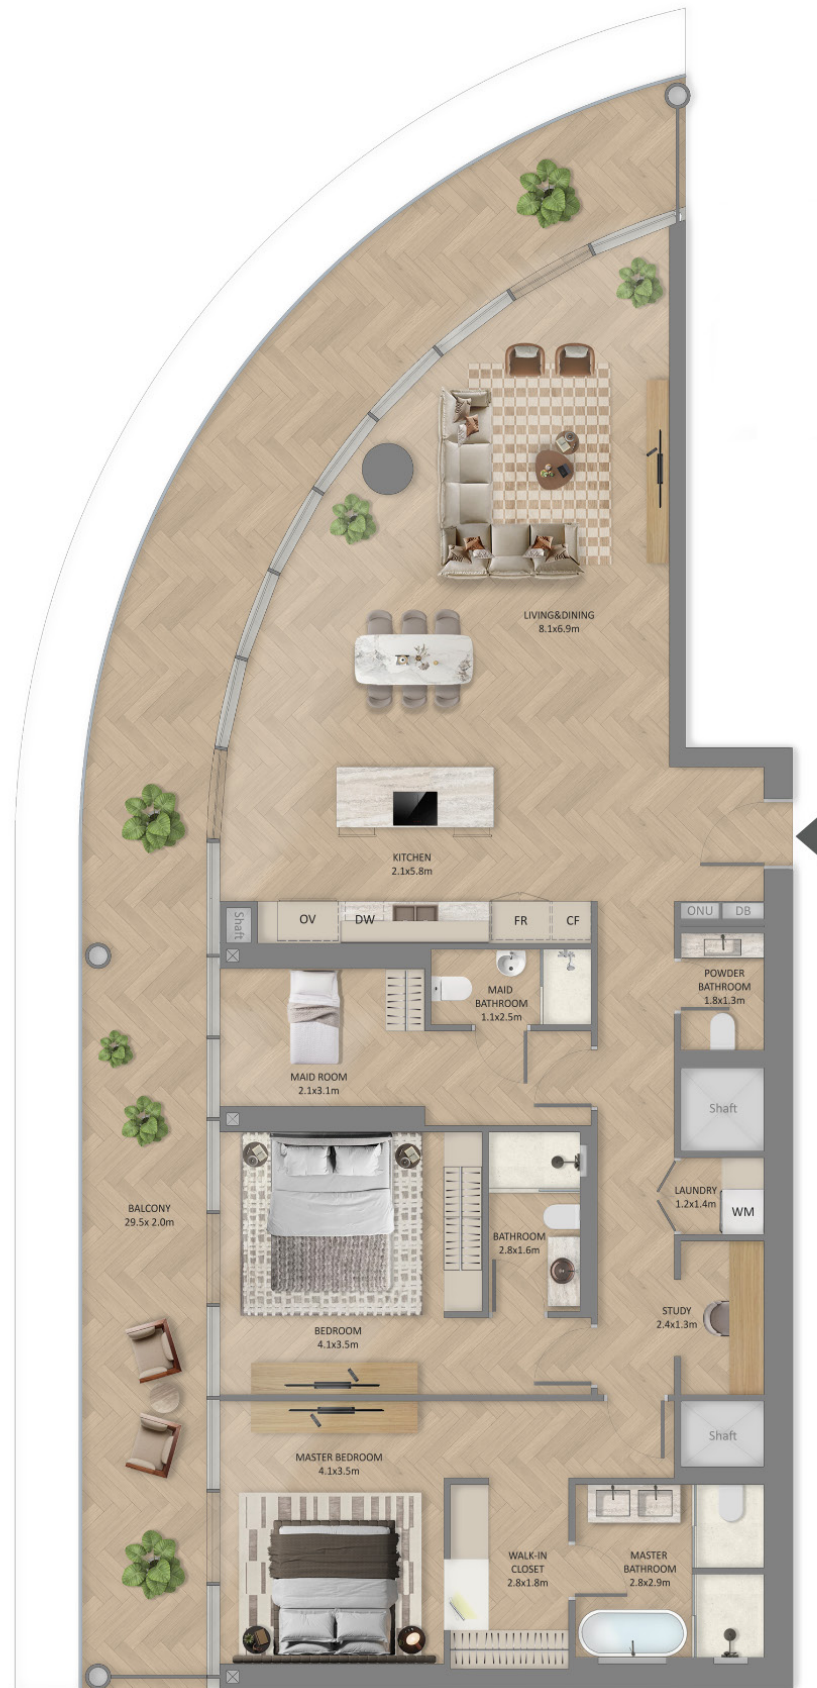 LIVING&DINING
8.1x6.9m
KITCHEN
2.1x5.8m
Shaft
OV
DW
FR
CF
ONU
DB
POWDER
BATHROOM
1.8x1.3m
MAID
BATHROOM
1.1x2.5m
MAID ROOM
2.1x3.1m
Shaft
LAUNDRY
1.2x1.4m
WM
BALCONY
29.5x 2.0m
BATHROOM
2.8x1.6m
STUDY
2.4x1.3m
BEDROOM
4.1x3.5m
Shaft
MASTER BEDROOM
4.1x3.5m
WALK-IN
CLOSET
2.8x1.8m
MASTER
BATHROOM
2.8x2.9m